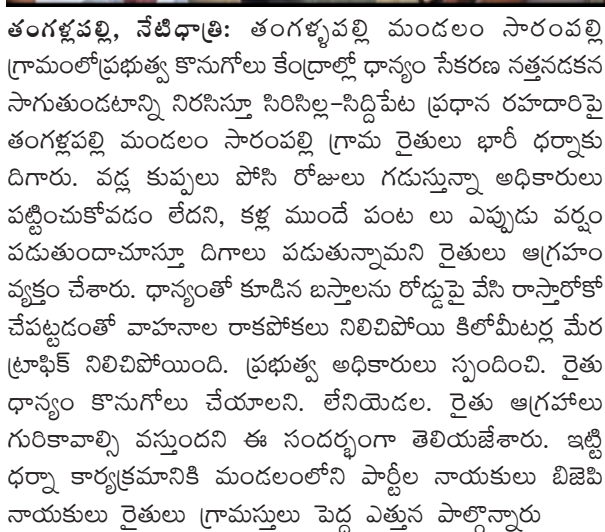 తంగళ్లపల్లి, నేటిధాత్రి: తంగళ్ళపల్లి మండలం సారంపల్లి
గ్రామంలోప్రభుత్వ కొనుగోలు కేంద్రాల్లో ధాన్యం సేకరణ నత్తనడకన
సాగుతుండటాన్ని నిరసిస్తూ సిరిసిల్ల-సిద్దిపేట ప్రధాన రహదారిపై
తంగళ్లపల్లి మండలం సారంపల్లి గ్రామ రైతులు భారీ ధర్నాకు
దిగారు. వడ్ల కుప్పలు పోసి రోజులు గడుస్తున్నా అధికారులు
పట్టించుకోవడం లేదని, కళ్ల ముందే పంట లు ఎప్పుడు వర్షం
పడుతుందాచూస్తూ దిగాలు పడుతున్నామని రైతులు ఆగ్రహం
వ్యక్తం చేశారు. ధాన్యంతో కూడిన బస్తాలను రోడ్డుపై వేసి రాస్తారోకో
చేపట్టడంతో వాహనాల రాకపోకలు నిలిచిపోయి కిలోమీటర్ల మేర
ట్రాఫిక్ నిలిచిపోయింది. ప్రభుత్వ అధికారులు స్పందించి. రైతు
ధాన్యం కొనుగోలు చేయాలని. లేనియెడల. రైతు ఆగ్రహాలు
గురికావాల్సి వస్తుందని ఈ సందర్భంగా తెలియజేశారు. ఇట్టి
ధర్నా కార్యక్రమానికి మండలంలోని పార్టీల నాయకులు బిజెపి
నాయకులు రైతులు గ్రామస్తులు పెద్ద ఎత్తున పాల్గొన్నారు